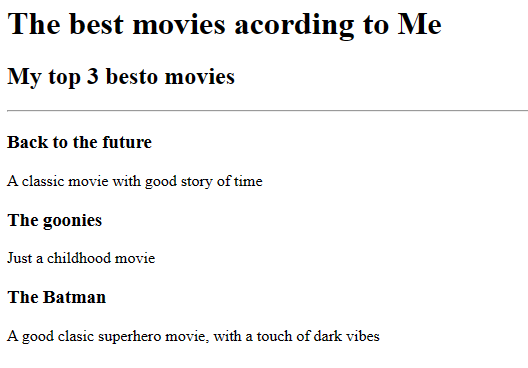 The best movies acording to Me
My top 3 besto movies
Back to the future
A classic movie with good story of time
The goonies
Just a childhood movie
The Batman
A good clasic superhero movie, with a touch of dark vibes